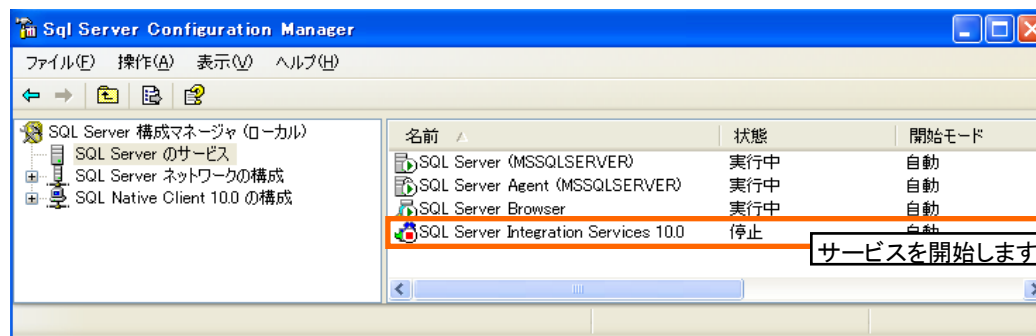 Sql Server Configuration Manager
ファイル(F) 操作(A) 表示(V) ヘルプ(H)
SQL Server 構成マネージャ (ローカル)
SQL Server のサービス
SQL Server ネットワークの構成
SQL Native Client 10.0 の構成
名前 状態 開始モード
SQL Server (MSSQLSERVER) 実行中 自動
SQL Server Agent (MSSQLSERVER) 実行中 自動
SQL Server Browser 実行中 自動
SQL Server Integration Services 10.0 停止 自動
サービスを開始します